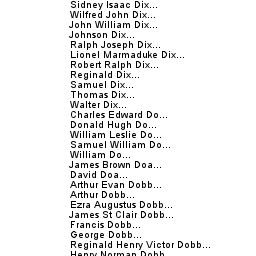 Sidney Isaac Dix...
Wilfred John Dix...
John William Dix...
Johnson Dix...
Ralph Joseph Dix...
Lionel Marmaduke Dix...
Robert Ralph Dix...
Reginald Dix...
Samuel Dix...
Thomas Dix...
Walter Dix...
Charles Edward Do...
Donald Hugh Do...
William Leslie Do...
Samuel William Do...
William Do...
James Brown Doa...
David Doa...
Arthur Evan Dobb...
Arthur Dobb...
Ezra Augustus Dobb...
James St Clair Dobb...
Francis Dobb...
George Dobb...
Reginald Henry Victor Dobb...
Henry Norman Dobb...